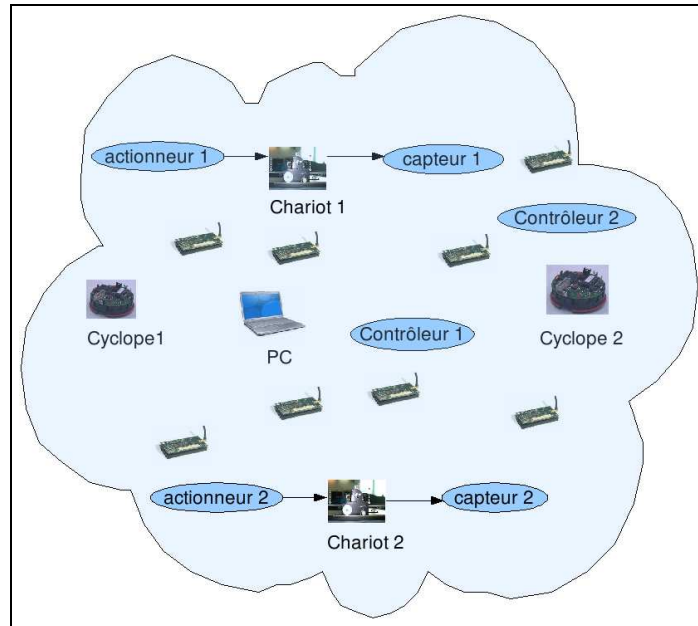 actionneur 1
capteur 1
Chariot 1
Contrôleur 2
Cyclope1
PC
Contrôleur 1
Cyclope 2
actionneur 2
capteur 2
Chariot 2